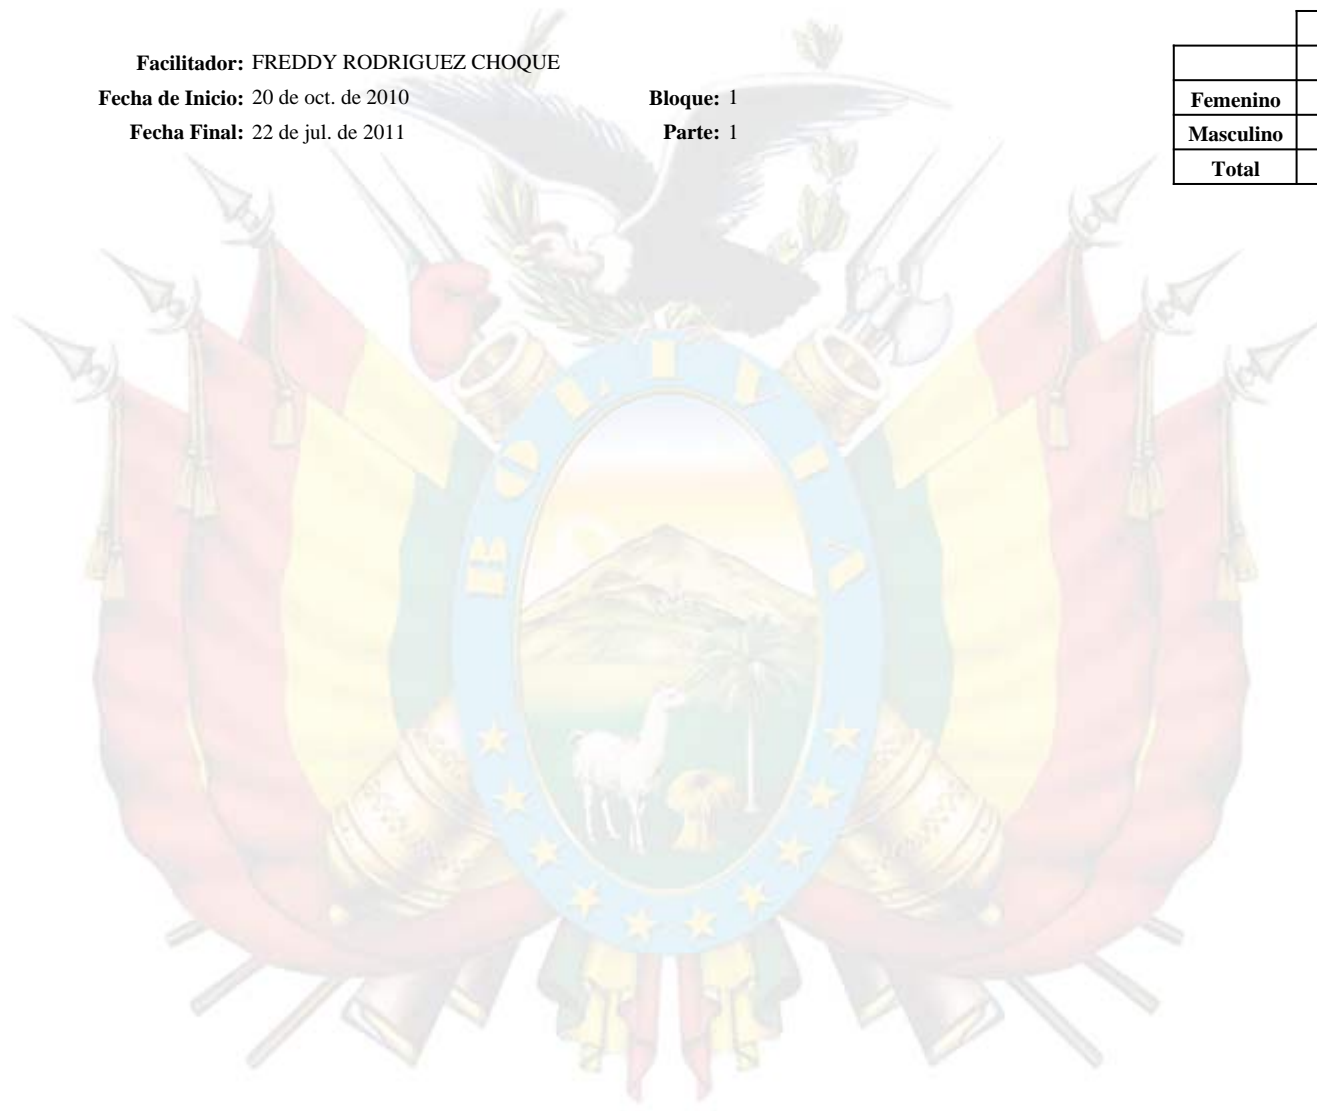 Facilitador: FREDDY RODRIGUEZ CHOQUE
Fecha de Inicio: 20 de oct. de 2010 Bloque: 1
Fecha Final: 22 de jul. de 2011 Parte: 1
Femenino
Masculino
Total
BOLIVIA